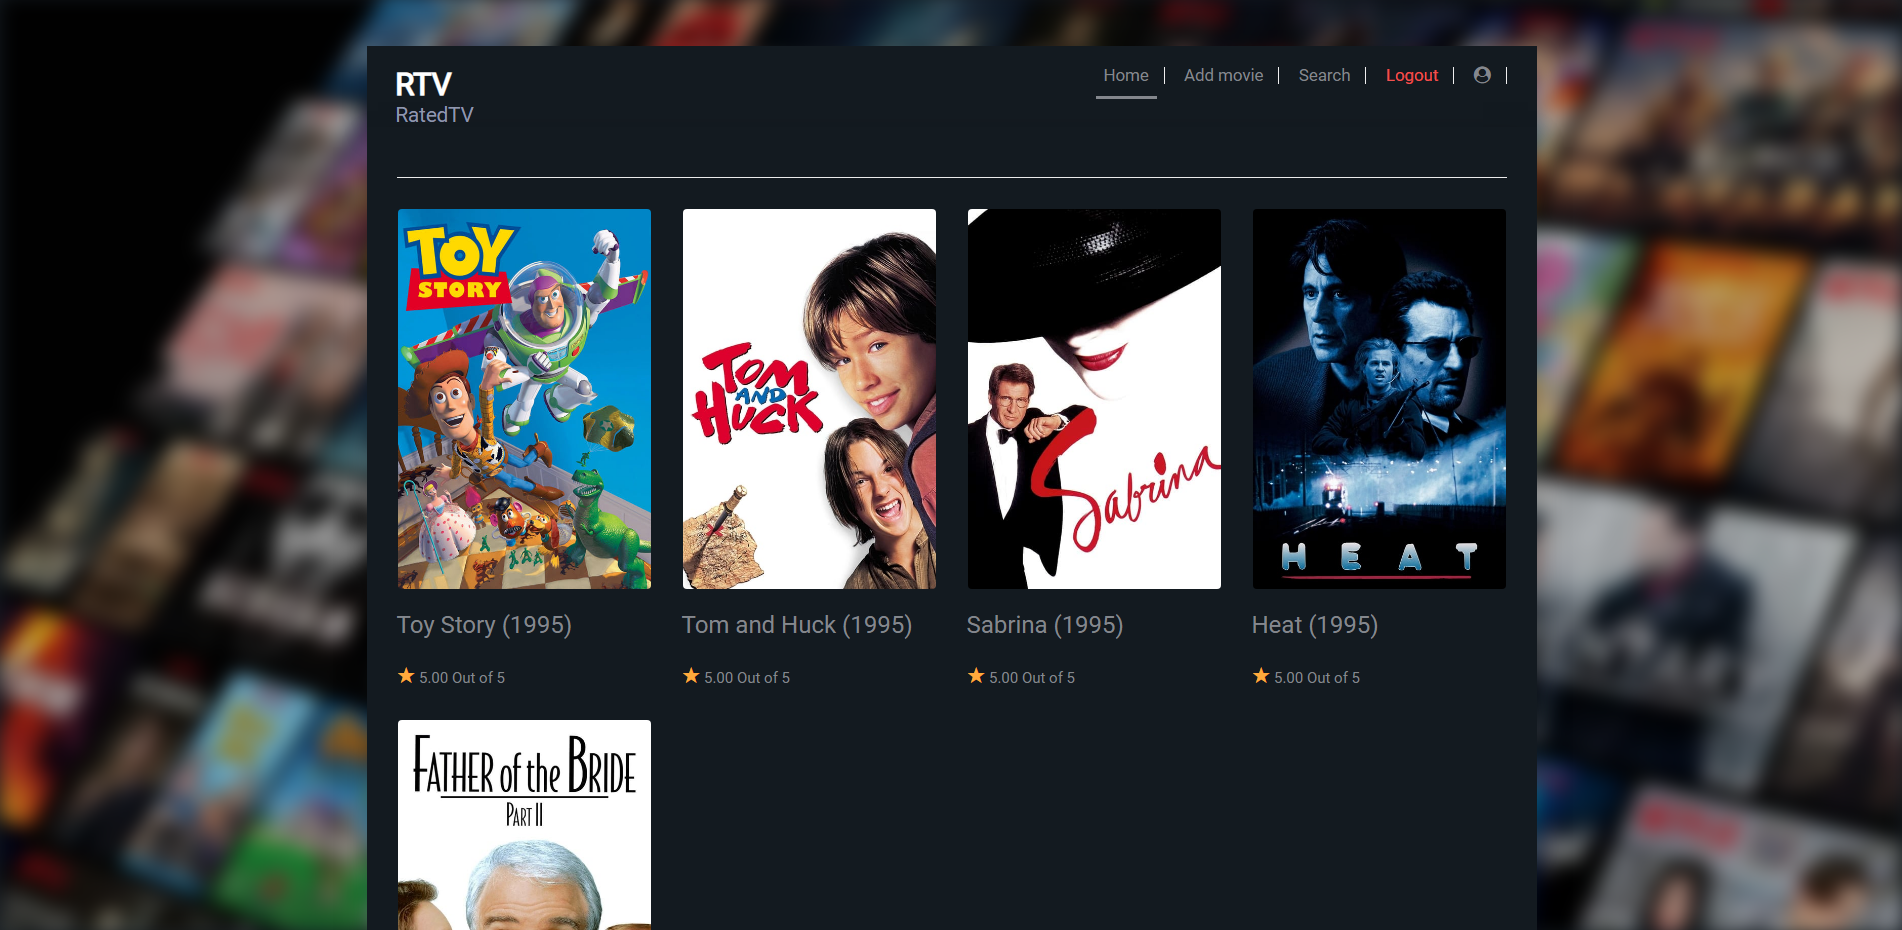 RTV
RatedTV
Home
Add movie
Search
Logout
TOY
STORY
TOM
AND
HUCK
Sabrina
HEAT
Toy Story (1995)
Tom and Huck (1995)
Sabrina (1995)
Heat (1995)
5.00 Out of 5
5.00 Out of 5
5.00 Out of 5
5.00 Out of 5
FATHER of the BRIDE
PART II